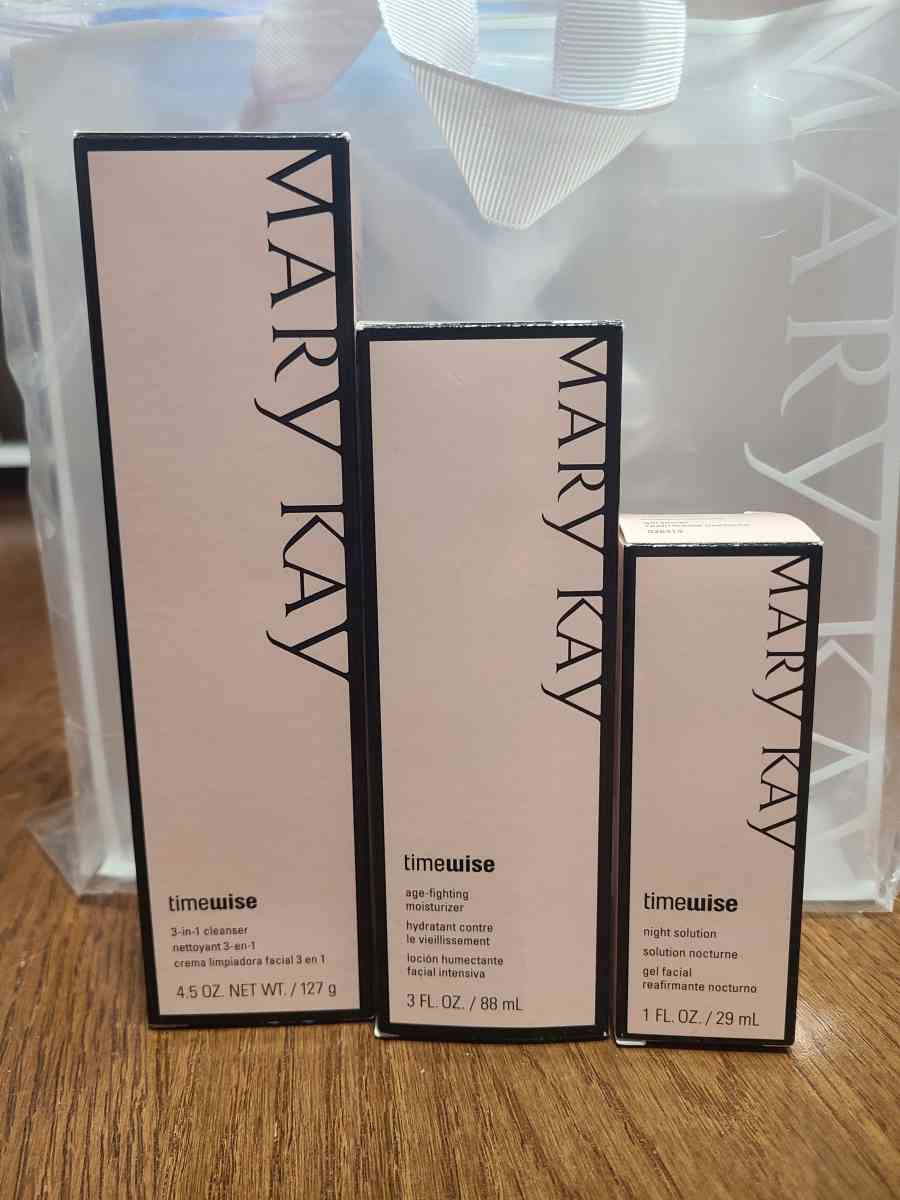 MARY KAY
timewise
3-in-1 cleanser
nettoyant 3-en-1
crema limpiadora facial 3 en 1
4.5 OZ. NET WT. / 127 g
MARY KAY
timewise
age-fighting
moisturizer
hydratant contre
le vieillissement
loción humectante
facial intensiva
3 FL. OZ. / 88 mL
MARY KAY
timewise
night solution
solution nocturne
gel facial
reafirmante nocturno
1 FL. OZ. / 29 mL
MARY KAY